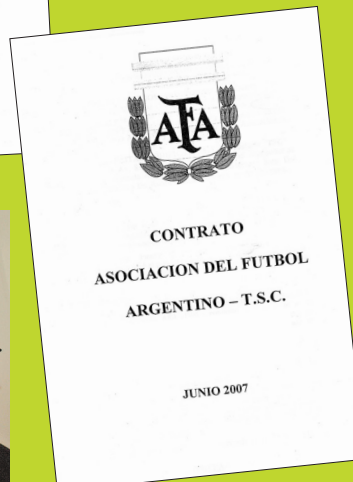 AFA
CONTRATO
ASOCIACION DEL FUTBOL
ARGENTINO – T.S.C.
JUNIO 2007